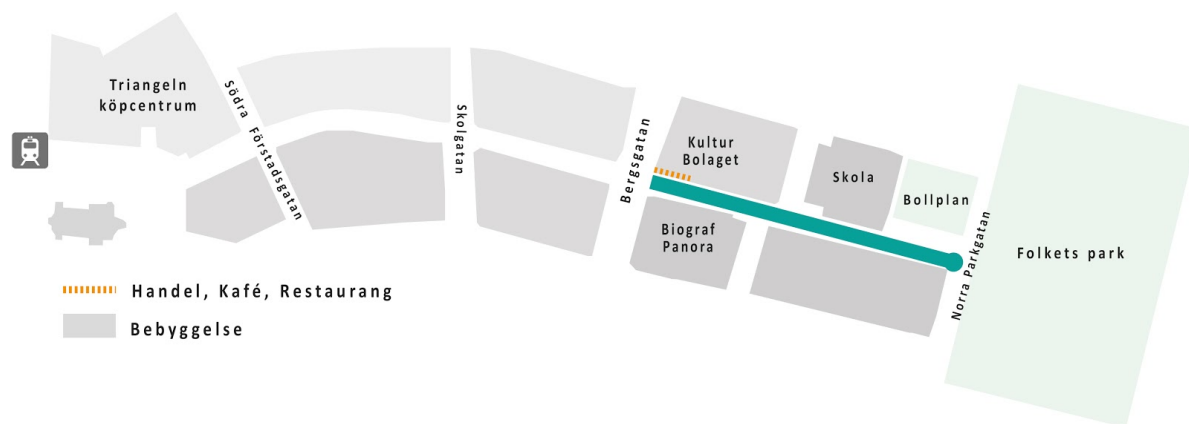 Triangeln
köpcentrum
Södra Förstadsgatan
Skolgatan
Bergsgatan
Kultur
Bolaget
Skola
Bollplan
Biograf
Panora
Norra Parkgatan
Folkets park
Handel, Kafé, Restaurang
Bebyggelse